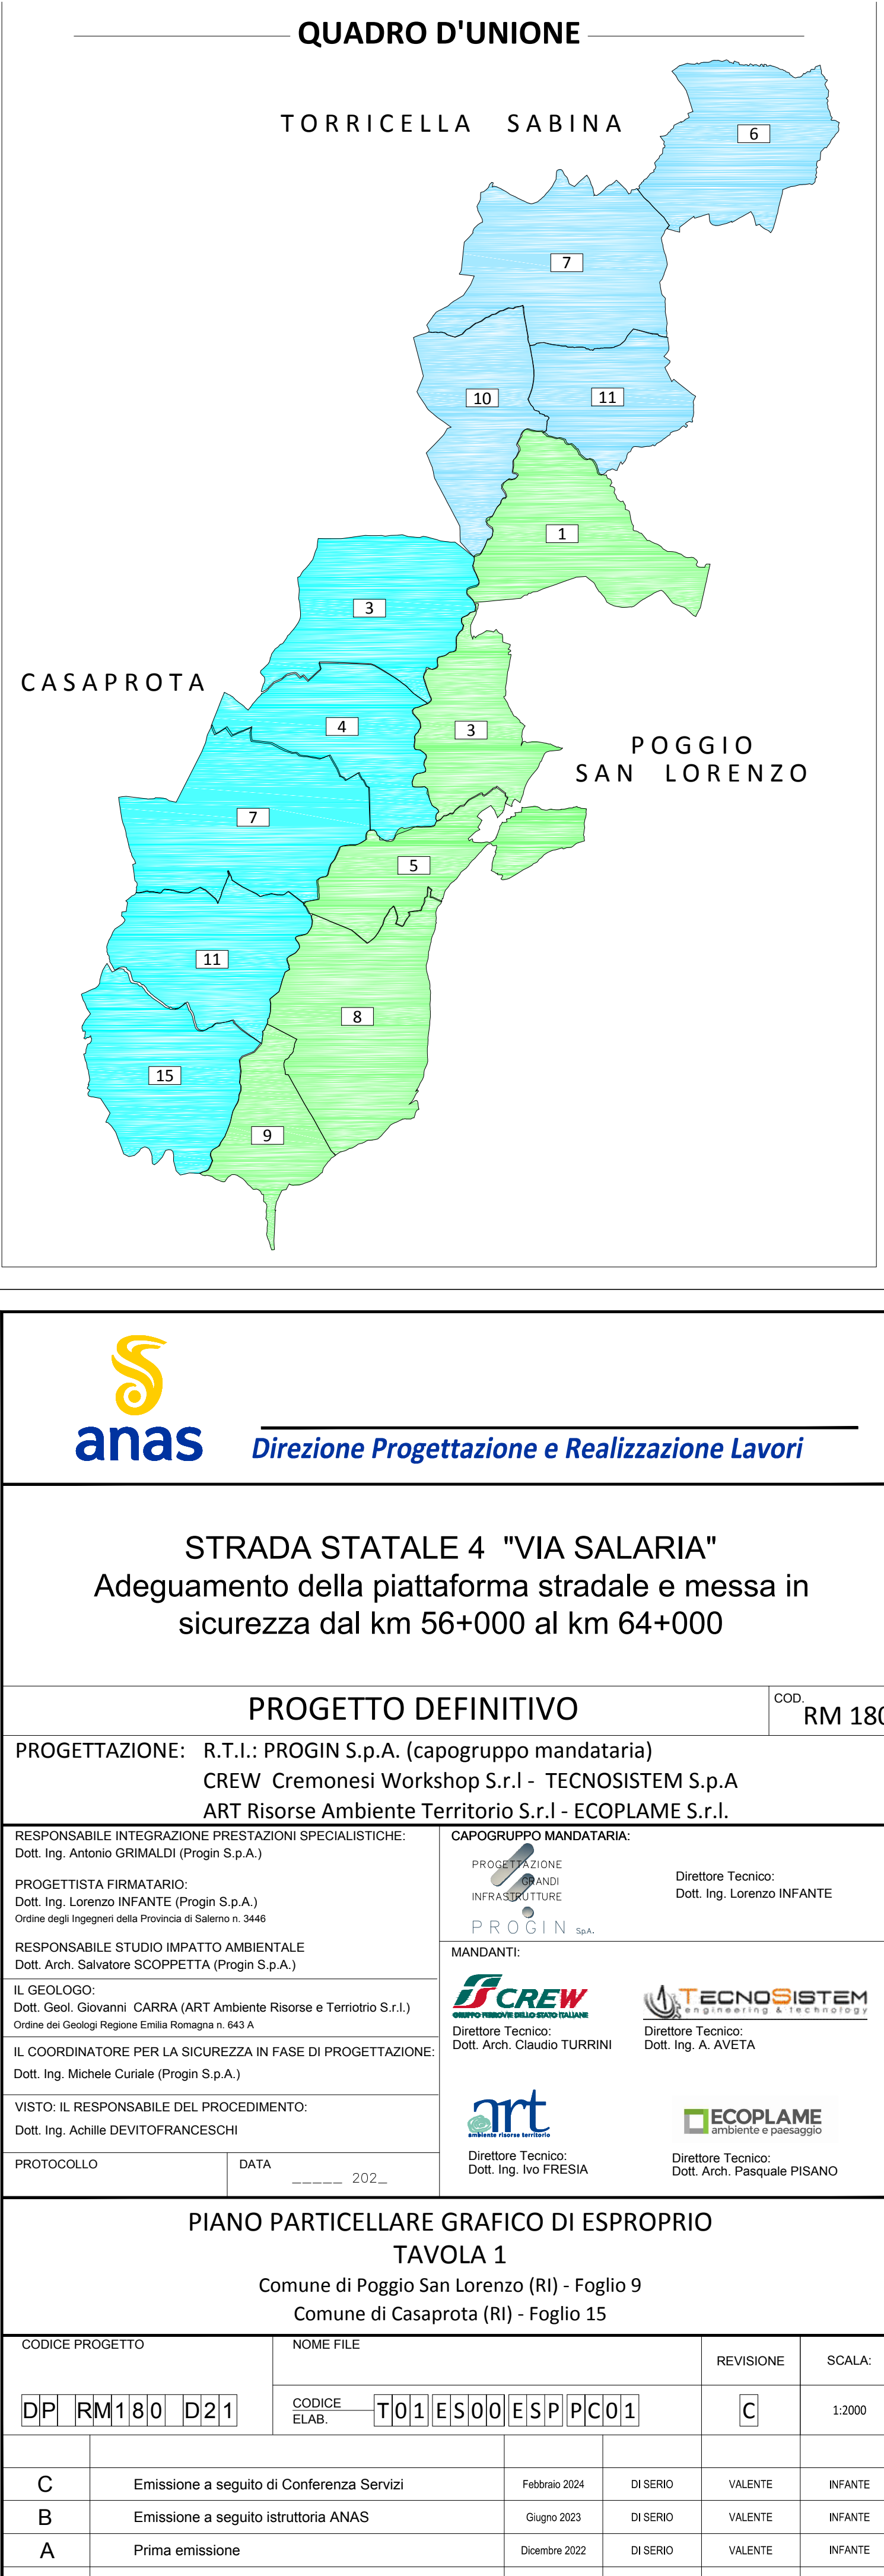 QUADRO D'UNIONE
TORRICELLA SABINA
6
7
10
11
1
3
CASAPROTA
4
3
POGGIO
SAN LORENZO
7
5
11
8
15
9
anas
Direzione Progettazione e Realizzazione Lavori
STRADA STATALE 4 "VIA SALARIA"
Adeguamento della piattaforma stradale e messa in
sicurezza dal km 56+000 al km 64+000
PROGETTO DEFINITIVO
COD.
RM 180
PROGETTAZIONE: R.T.I.: PROGIN S.p.A. (capogruppo mandataria)
CREW Cremonesi Workshop S.r.l - TECNOSISTEM S.p.A
ART Risorse Ambiente Territorio S.r.l - ECOPLAME S.r.l.
RESPONSABILE INTEGRAZIONE PRESTAZIONI SPECIALISTICHE:
Dott. Ing. Antonio GRIMALDI (Progin S.p.A.)
PROGETTISTA FIRMATARIO:
Dott. Ing. Lorenzo INFANTE (Progin S.p.A.)
Ordine degli Ingegneri della Provincia di Salerno n. 3446
RESPONSABILE STUDIO IMPATTO AMBIENTALE
Dott. Arch. Salvatore SCOPPETTA (Progin S.p.A.)
IL GEOLOGO:
Dott. Geol. Giovanni CARRA (ART Ambiente Risorse e Terriotrio S.r.l.)
Ordine dei Geologi Regione Emilia Romagna n. 643 A
IL COORDINATORE PER LA SICUREZZA IN FASE DI PROGETTAZIONE:
Dott. Ing. Michele Curiale (Progin S.p.A.)
VISTO: IL RESPONSABILE DEL PROCEDIMENTO:
Dott. Ing. Achille DEVITOFRANCESCHI
PROTOCOLLO
DATA
_____ 202_
CAPOGRUPPO MANDATARIA:
PROGETTAZIONE
GRANDI
INFRASTRUTTURE
PROGIN S.p.A.
Direttore Tecnico:
Dott. Ing. Lorenzo INFANTE
MANDANTI:
CREW
GRUPPO FERROVIE DELLO STATO ITALIANE
Direttore Tecnico:
Dott. Arch. Claudio TURRINI
TECNOSISTEM
engineering & technology
Direttore Tecnico:
Dott. Ing. A. AVETA
art
ambiente risorse territorio
Direttore Tecnico:
Dott. Ing. Ivo FRESIA
ECOPLAME
ambiente e paesaggio
Direttore Tecnico:
Dott. Arch. Pasquale PISANO
PIANO PARTICELLARE GRAFICO DI ESPROPRIO
TAVOLA 1
Comune di Poggio San Lorenzo (RI) - Foglio 9
Comune di Casaprota (RI) - Foglio 15
CODICE PROGETTO
NOME FILE
REVISIONE
SCALA:
DP RM180 D21
CODICE
ELAB.
T01 ES00 ESP PC01
C
1:2000
C Emissione a seguito di Conferenza Servizi Febbraio 2024 DI SERIO VALENTE INFANTE
B Emissione a seguito istruttoria ANAS Giugno 2023 DI SERIO VALENTE INFANTE
A Prima emissione Dicembre 2022 DI SERIO VALENTE INFANTE